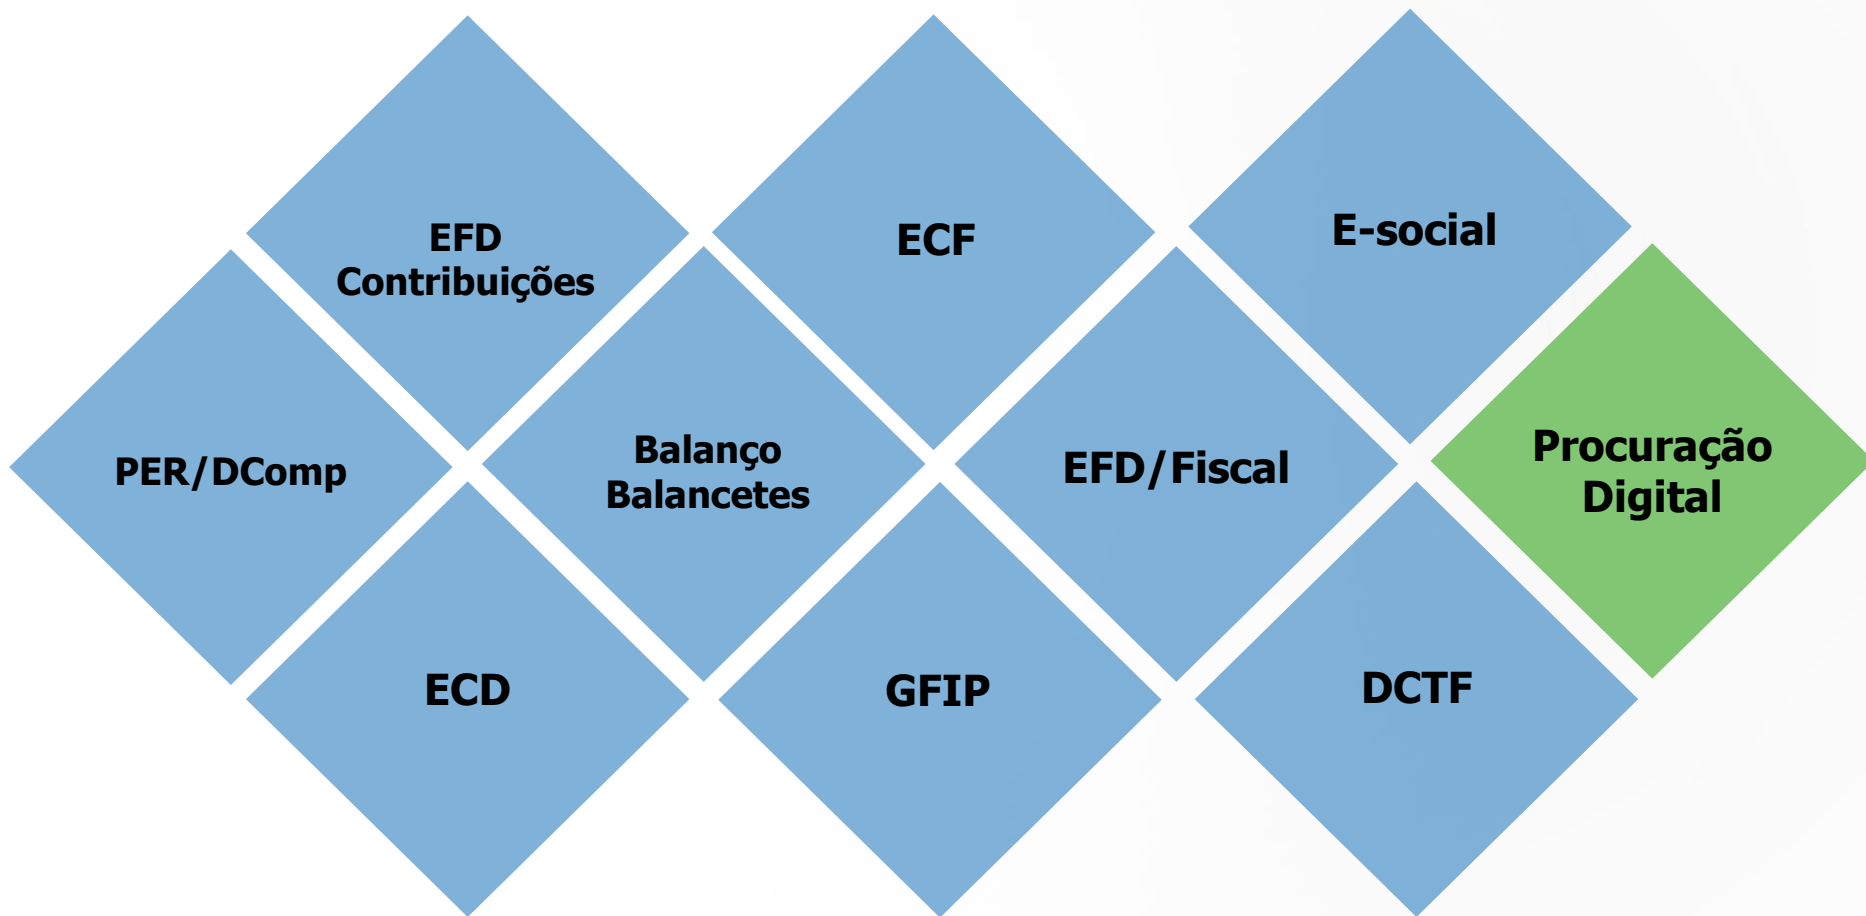 EFD
Contribuições
ECF
E-social
PER/DComp
Balanço
Balancetes
EFD/Fiscal
Procuração
Digital
ECD
GFIP
DCTF